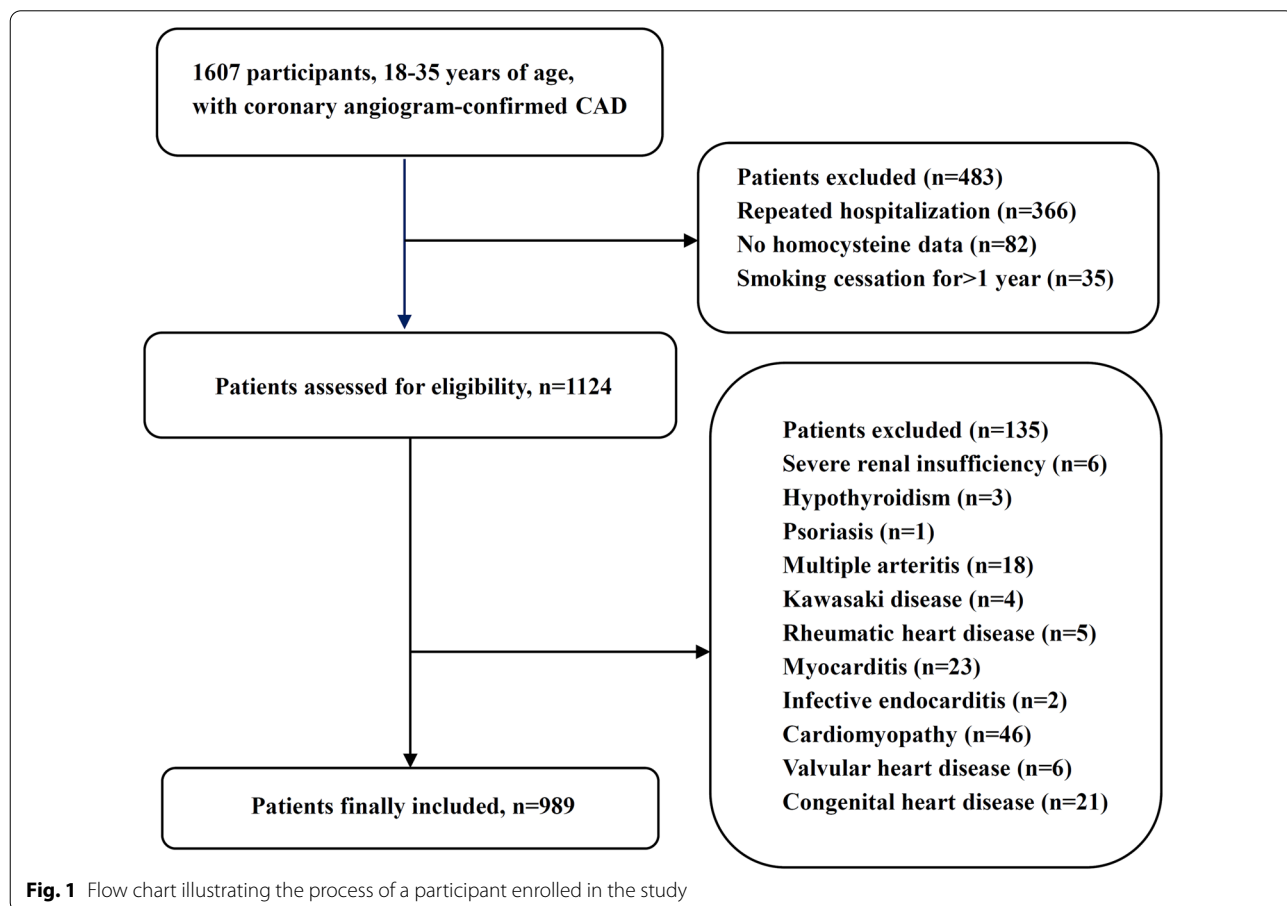 1607 participants, 18-35 years of age,
with coronary angiogram-confirmed CAD
Patients excluded (n=483)
Repeated hospitalization (n=366)
No homocysteine data (n=82)
Smoking cessation for>1 year (n=35)
Patients assessed for eligibility, n=1124
Patients excluded (n=135)
Severe renal insufficiency (n=6)
Hypothyroidism (n=3)
Psoriasis (n=1)
Multiple arteritis (n=18)
Kawasaki disease (n=4)
Rheumatic heart disease (n=5)
Myocarditis (n=23)
Infective endocarditis (n=2)
Cardiomyopathy (n=46)
Valvular heart disease (n=6)
Congenital heart disease (n=21)
Patients finally included, n=989
Fig. 1 Flow chart illustrating the process of a participant enrolled in the study